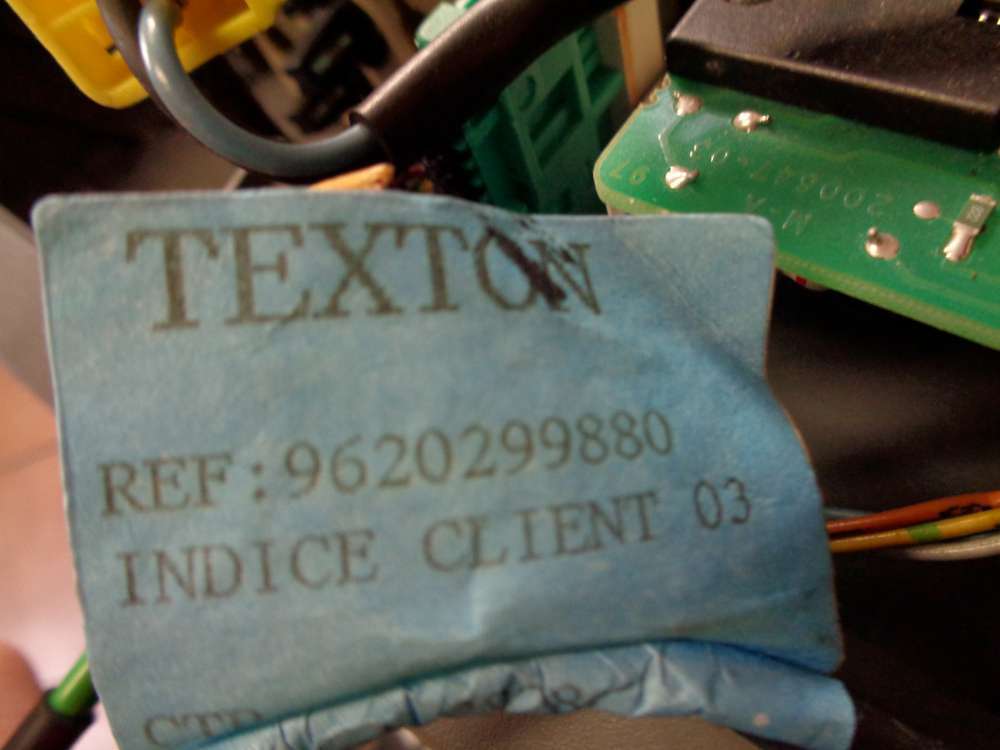 TEXTON
REF:9620299880
INDICE CLIENT 03